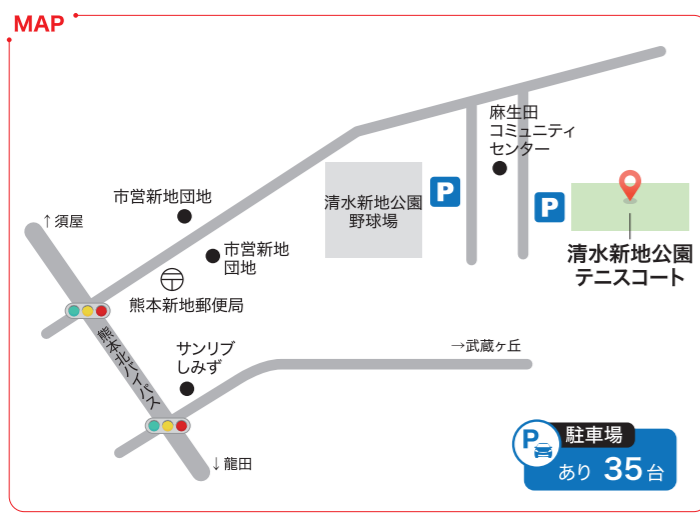 MAP
麻生田
コミュニティ
センター
P
P
市営新地団地
清水新地公園
野球場
↑須屋
市営新地
団地
清水新地公園
テニスコート
熊本新地郵便局
熊本北バイパス
サンリブ
しみず
→武蔵ヶ丘
↓龍田
P
駐車場
あり 35台